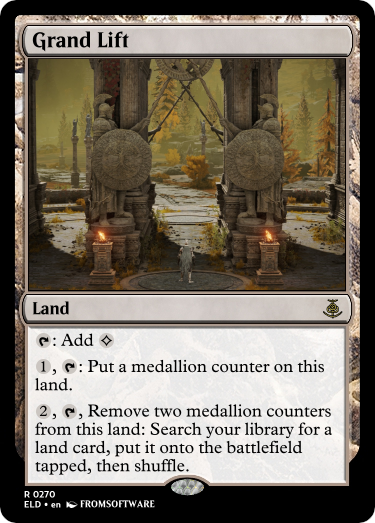 Grand Lift
Land
: Add
1, : Put a medallion counter on this
land.
2, , Remove two medallion counters
from this land: Search your library for a
land card, put it onto the battlefield
tapped, then shuffle.
R 0270
ELD • en FROMSOFTWARE